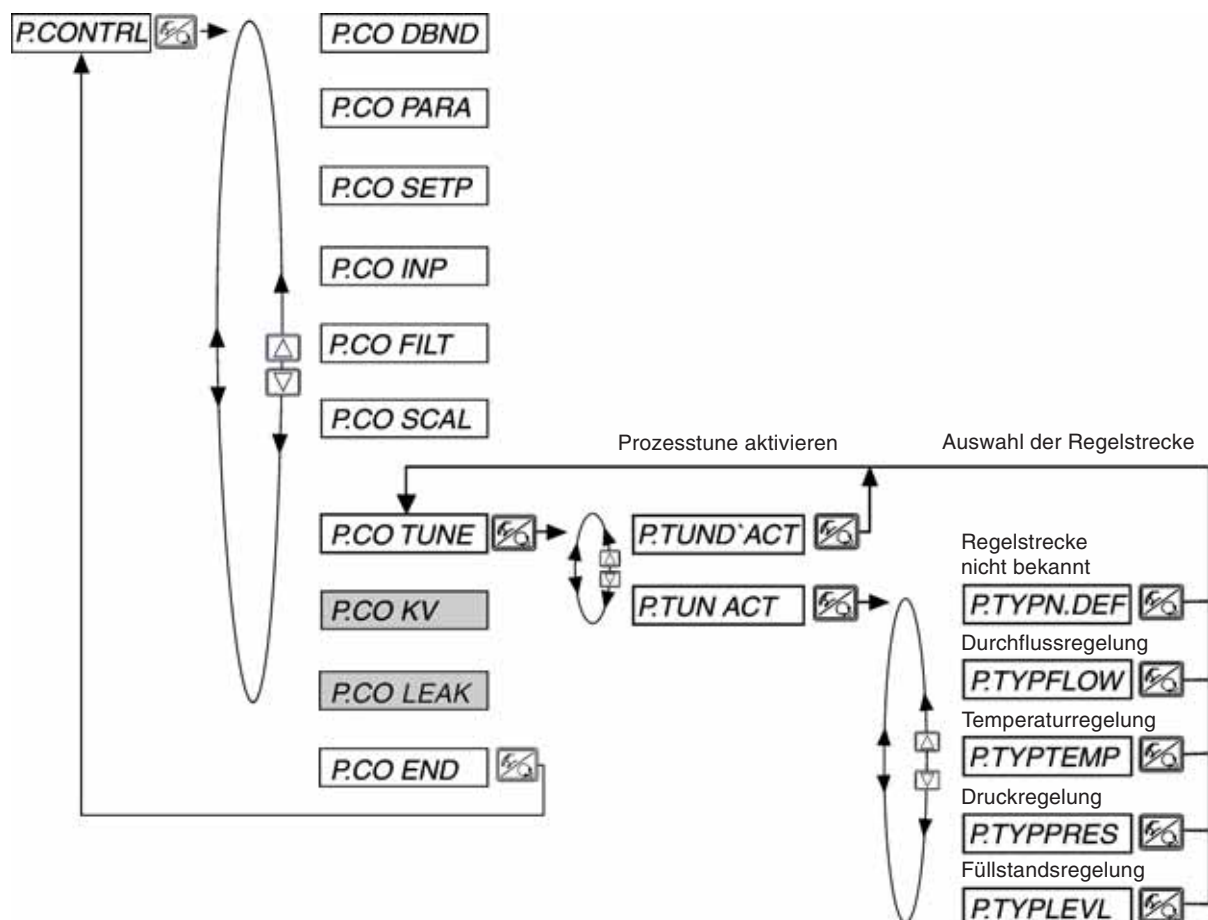 P.CONTRL
P.CO DBND
P.CO PARA
P.CO SETP
P.CO INP
P.CO FILT
P.CO SCAL
Prozesstune aktivieren
Auswahl der Regelstrecke
P.CO TUNE
P.TUND`ACT
P.TUN ACT
Regelstrecke
nicht bekannt
P.TYPN.DEF
Durchflussregelung
P.TYPFLOW
Temperaturregelung
P.TYPTEMP
Druckregelung
P.TYPPRES
Füllstandsregelung
P.TYPLEVL
P.CO KV
P.CO LEAK
P.CO END